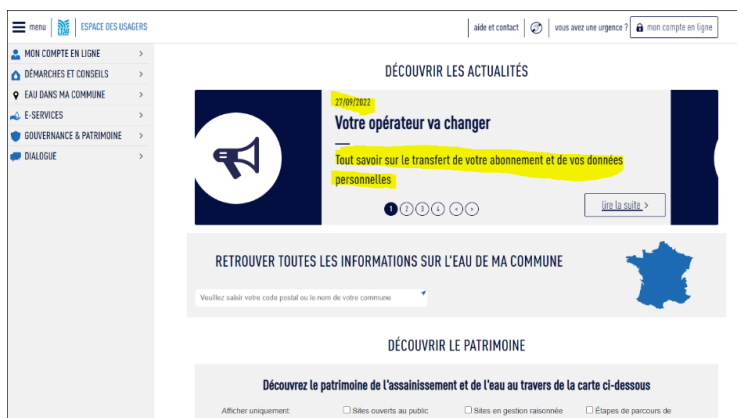 menu
ESPACE DES USAGERS
aide et contact
vous avez une urgence ?
mon compte en ligne
MON COMPTE EN LIGNE
DÉMARCHES ET CONSEILS
EAU DANS MA COMMUNE
E-SERVICES
GOUVERNANCE & PATRIMOINE
DIALOGUE
DÉCOUVRIR LES ACTUALITÉS
27/09/2022
Votre opérateur va changer
Tout savoir sur le transfert de votre abonnement et de vos données
personnelles
1 2 3 4 < >
lire la suite >
RETROUVER TOUTES LES INFORMATIONS SUR L'EAU DE MA COMMUNE
Veuillez saisir votre code postal ou le nom de votre commune
DÉCOUVRIR LE PATRIMOINE
Découvrez le patrimoine de l'assainissement et de l'eau au travers de la carte ci-dessous
Afficher uniquement:
Sites ouverts au public
Sites en gestion raisonnée
Étapes de parcours de